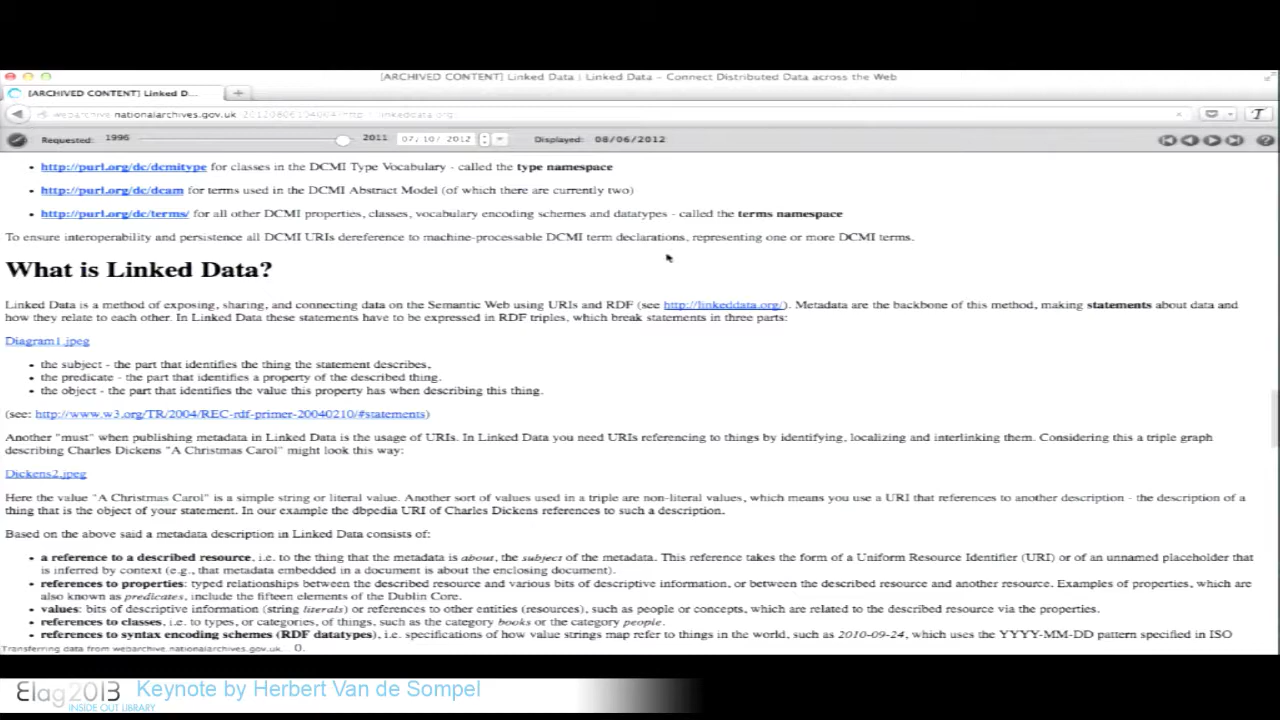 [ARCHIVED CONTENT] Linked Data | Linked Data – Connect Distributed Data across the Web
[ARCHIVED CONTENT] Linked D...
nationalarchives.gov.uk
Requested: 1996 2011 07/10/2012 Displayed: 08/06/2012
• http://purl.org/dc/dcmitype for classes in the DCMI Type Vocabulary - called the type namespace
• http://purl.org/dc/dcam for terms used in the DCMI Abstract Model (of which there are currently two)
• http://purl.org/dc/terms/ for all other DCMI properties, classes, vocabulary encoding schemes and datatypes - called the terms namespace
To ensure interoperability and persistence all DCMI URIs dereference to machine-processable DCMI term declarations, representing one or more DCMI terms.
What is Linked Data?
Linked Data is a method of exposing, sharing, and connecting data on the Semantic Web using URIs and RDF (see http://linkeddata.org/). Metadata are the backbone of this method, making statements about data and
how they relate to each other. In Linked Data these statements have to be expressed in RDF triples, which break statements in three parts:
Diagram1.jpeg
• the subject - the part that identifies the thing the statement describes,
• the predicate - the part that identifies a property of the described thing.
• the object - the part that identifies the value this property has when describing this thing.
(see: http://www.w3.org/TR/2004/REC-rdf-primer-20040210/#statements)
Another "must" when publishing metadata in Linked Data is the usage of URIs. In Linked Data you need URIs referencing to things by identifying, localizing and interlinking them. Considering this a triple graph
describing Charles Dickens "A Christmas Carol" might look this way:
Dickens2.jpeg
Here the value "A Christmas Carol" is a simple string or literal value. Another sort of values used in a triple are non-literal values, which means you use a URI that references to another description - the description of a
thing that is the object of your statement. In our example the dbpedia URI of Charles Dickens references to such a description.
Based on the above said a metadata description in Linked Data consists of:
• a reference to a described resource, i.e. to the thing that the metadata is about, the subject of the metadata. This reference takes the form of a Uniform Resource Identifier (URI) or of an unnamed placeholder that
is inferred by context (e.g., that metadata embedded in a document is about the enclosing document).
• references to properties: typed relationships between the described resource and various bits of descriptive information, or between the described resource and another resource. Examples of properties, which are
also known as predicates, include the fifteen elements of the Dublin Core.
• values: bits of descriptive information (string literals) or references to other entities (resources), such as people or concepts, which are related to the described resource via the properties.
• references to classes, i.e. to types, or categories, of things, such as the category books or the category people.
• references to syntax encoding schemes (RDF datatypes), i.e. specifications of how value strings map refer to things in the world, such as 2010-09-24, which uses the YYYY-MM-DD pattern specified in ISO
Transferring data from webarchive.nationalarchives.gov.uk... 0.
Elag2013 Keynote by Herbert Van de Sompel
INSIDE OUT LIBRARY